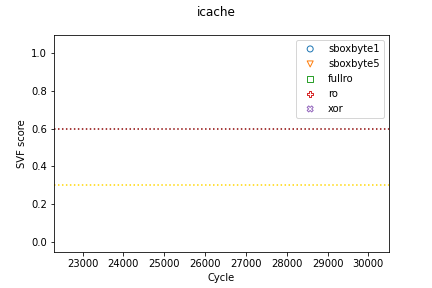 icache
1.0
0.8
0.6
0.4
0.2
0.0
SVF score
sboxbyte1
sboxbyte5
fullro
ro
xor
23000 24000 25000 26000 27000 28000 29000 30000
Cycle